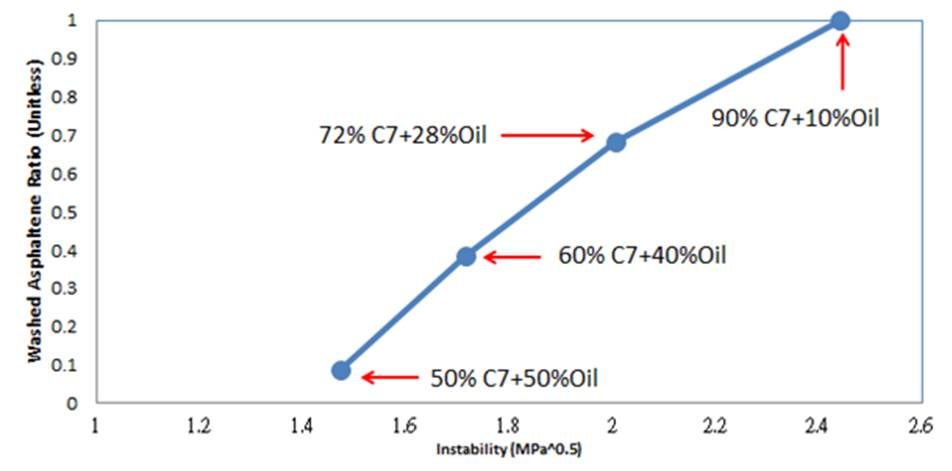 Washed Asphaltene Ratio (Unitless)
1
0.9
0.8
0.7
0.6
0.5
0.4
0.3
0.2
0.1
0
90% C7+10%Oil
72% C7+28%Oil
60% C7+40%Oil
50% C7+50%Oil
1 1.2 1.4 1.6 1.8 2 2.2 2.4 2.6
Instability (MPa^0.5)